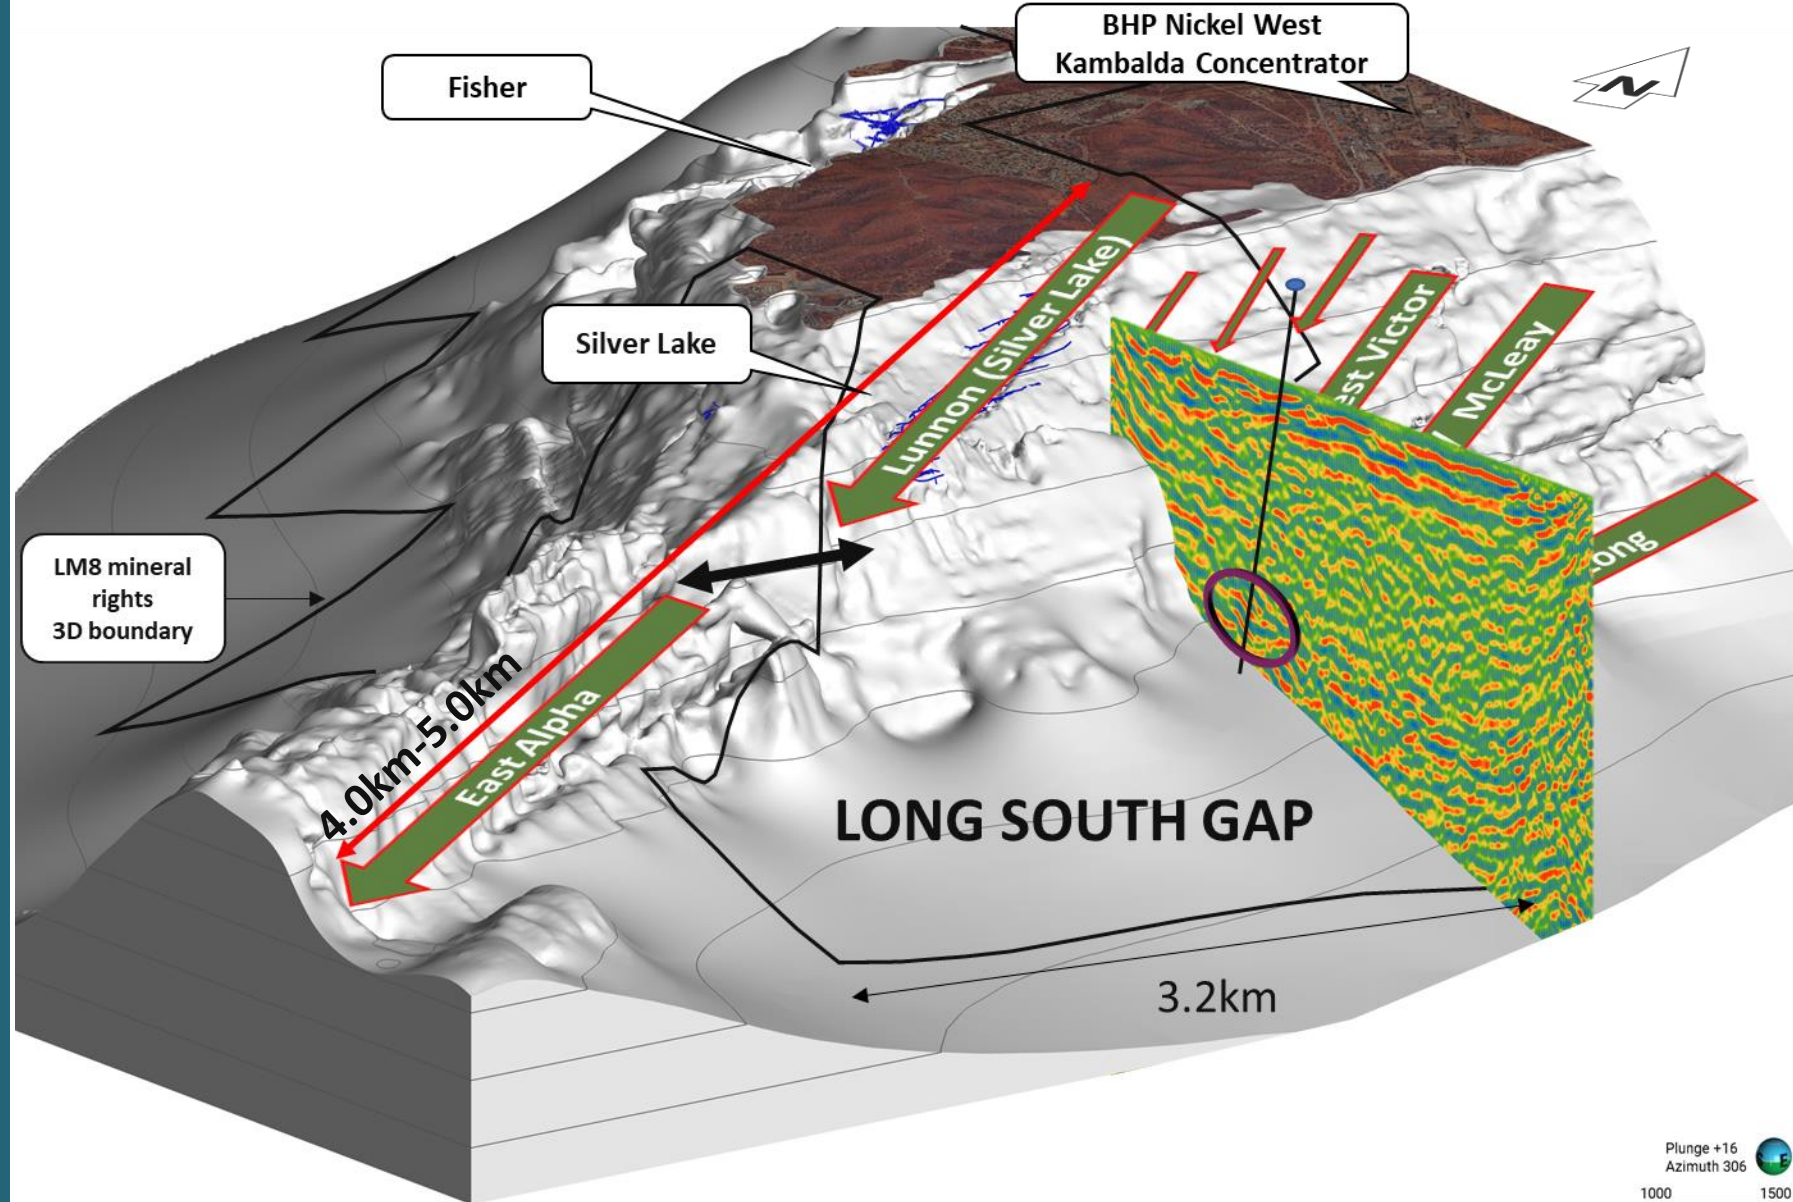 BHP Nickel West
Kambalda Concentrator
Fisher
N
Silver Lake
Lunnon (Silver Lake)
est Victor
McLeay
ong
LM8 mineral
rights
3D boundary
4.0km-5.0km
East Alpha
LONG SOUTH GAP
3.2km
Plunge +16
Azimuth 306
E
1000 1500